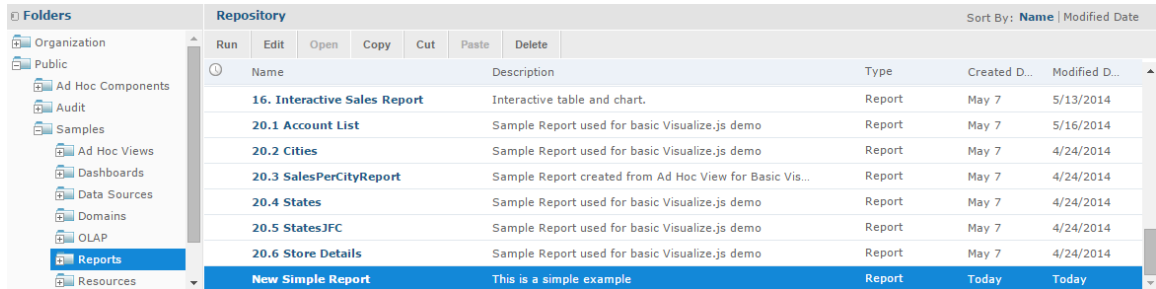 Folders
Organization
Public
Ad Hoc Components
Audit
Samples
Ad Hoc Views
Dashboards
Data Sources
Domains
OLAP
Reports
Resources
Repository Sort By: Name | Modified Date
Run Edit Open Copy Cut Paste Delete
Name Description Type Created D... Modified D...
16. Interactive Sales Report Interactive table and chart. Report May 7 5/13/2014
20.1 Account List Sample Report used for basic Visualize.js demo Report May 7 5/16/2014
20.2 Cities Sample Report used for basic Visualize.js demo Report May 7 4/24/2014
20.3 SalesPerCityReport Sample Report created from Ad Hoc View for Basic Vis... Report May 7 4/24/2014
20.4 States Sample Report used for basic Visualize.js demo Report May 7 4/24/2014
20.5 StatesJFC Sample Report used for basic Visualize.js demo Report May 7 4/24/2014
20.6 Store Details Sample Report used for basic Visualize.js demo Report May 7 4/24/2014
New Simple Report This is a simple example Report Today Today